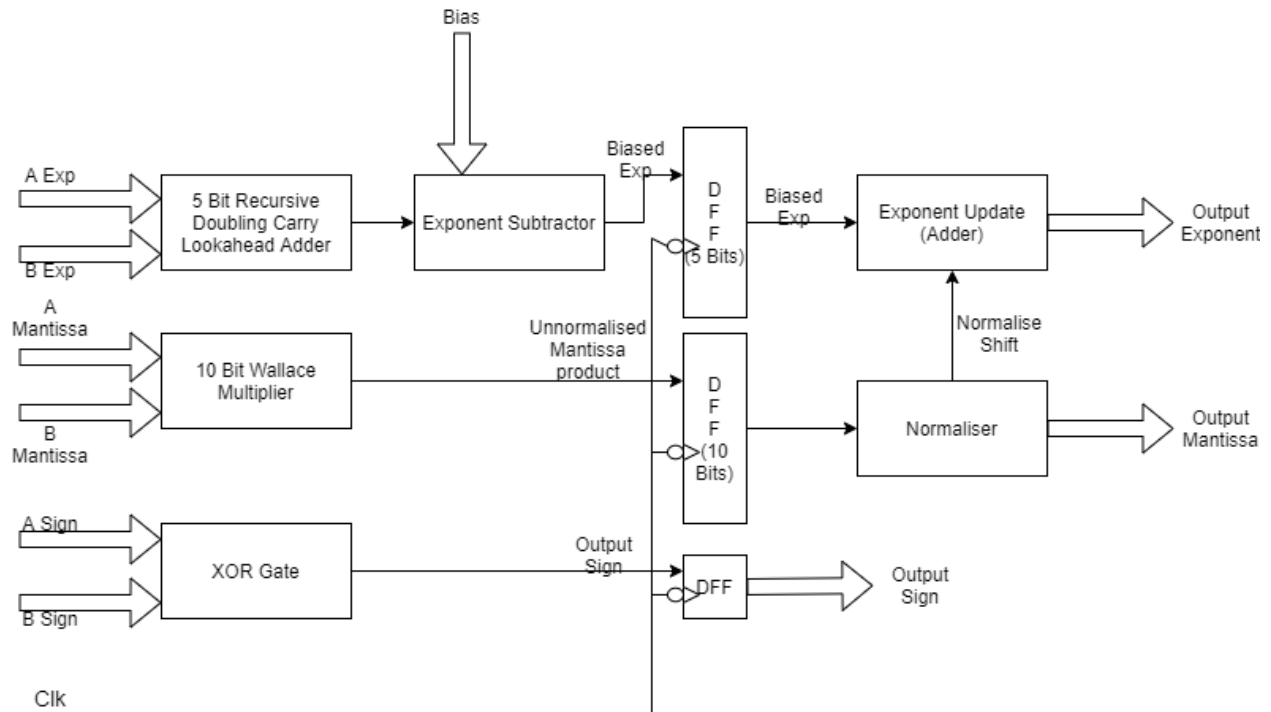 Bias
A Exp
B Exp
5 Bit Recursive
Doubling Carry
Lookahead Adder
Exponent Subtractor
Biased
Exp
D
F
F
(5 Bits)
Biased
Exp
Exponent Update
(Adder)
Output
Exponent
A
Mantissa
B
Mantissa
10 Bit Wallace
Multiplier
Unnormalised
Mantissa
product
D
F
F
(10
Bits)
Normalise
Shift
Normaliser
Output
Mantissa
A Sign
B Sign
XOR Gate
Output
Sign
DFF
Output
Sign
Clk